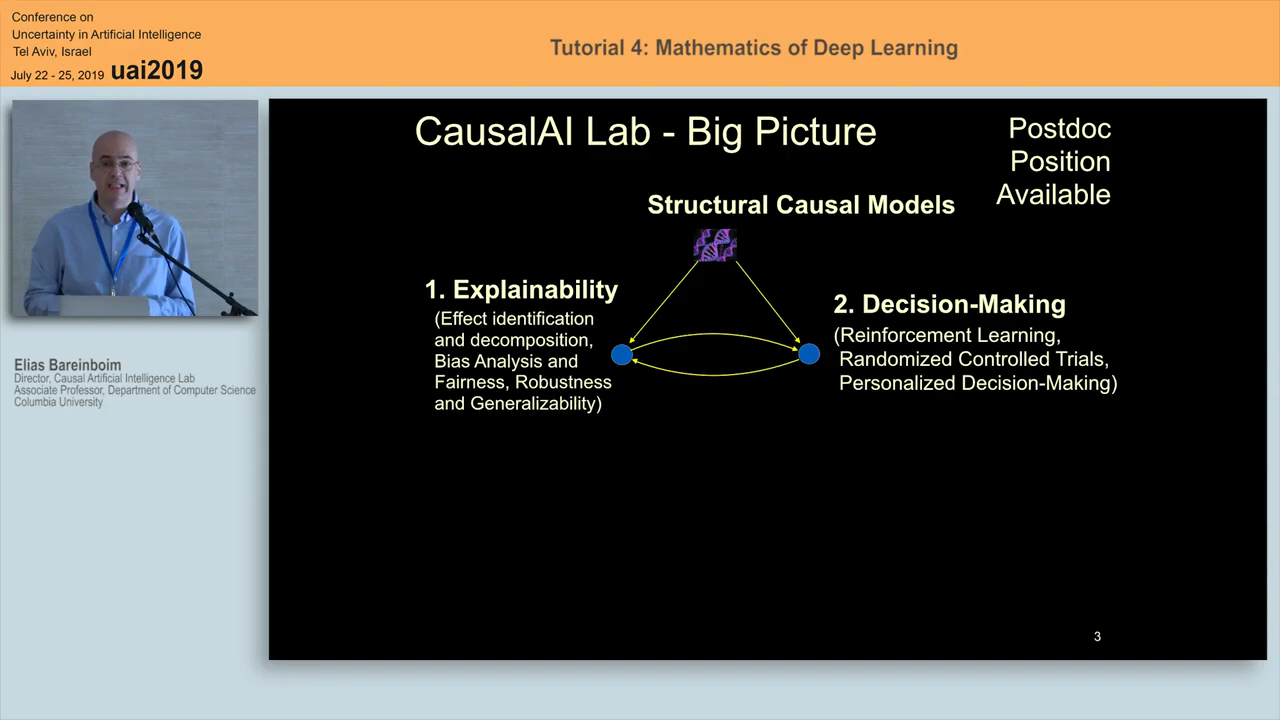 Conference on
Uncertainty in Artificial Intelligence
Tel Aviv, Israel
July 22 - 25, 2019 uai2019
Tutorial 4: Mathematics of Deep Learning
Elias Bareinboim
Director, Causal Artificial Intelligence Lab
Associate Professor, Department of Computer Science
Columbia University
CausalAI Lab - Big Picture
Postdoc
Position
Available
Structural Causal Models
1. Explainability
(Effect identification
and decomposition,
Bias Analysis and
Fairness, Robustness
and Generalizability)
2. Decision-Making
(Reinforcement Learning,
Randomized Controlled Trials,
Personalized Decision-Making)
3